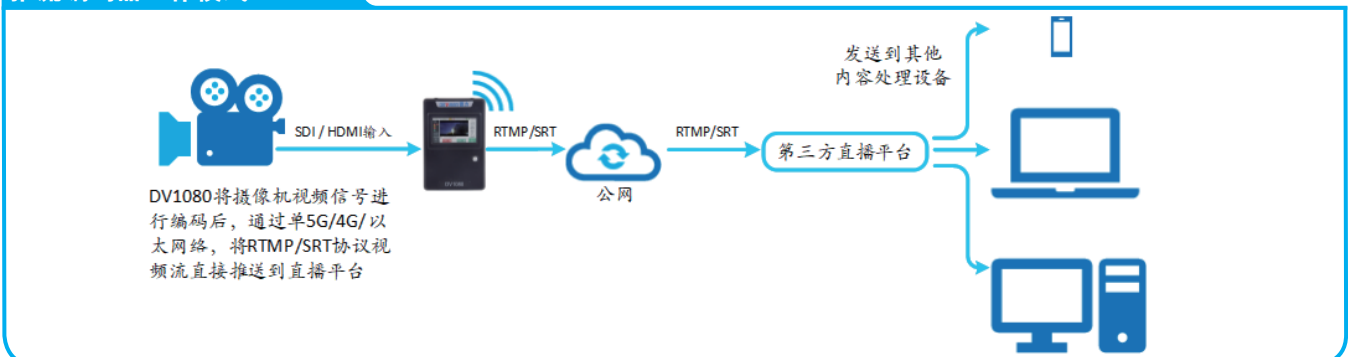 发送到其他
内容处理设备
SDI / HDMI输入
RTMP/SRT
RTMP/SRT
第三方直播平台
公网
DV1080将摄像机视频信号进
行编码后，通过单5G/4G/以
太网络，将RTMP/SRT协议视
频流直接推送到直播平台